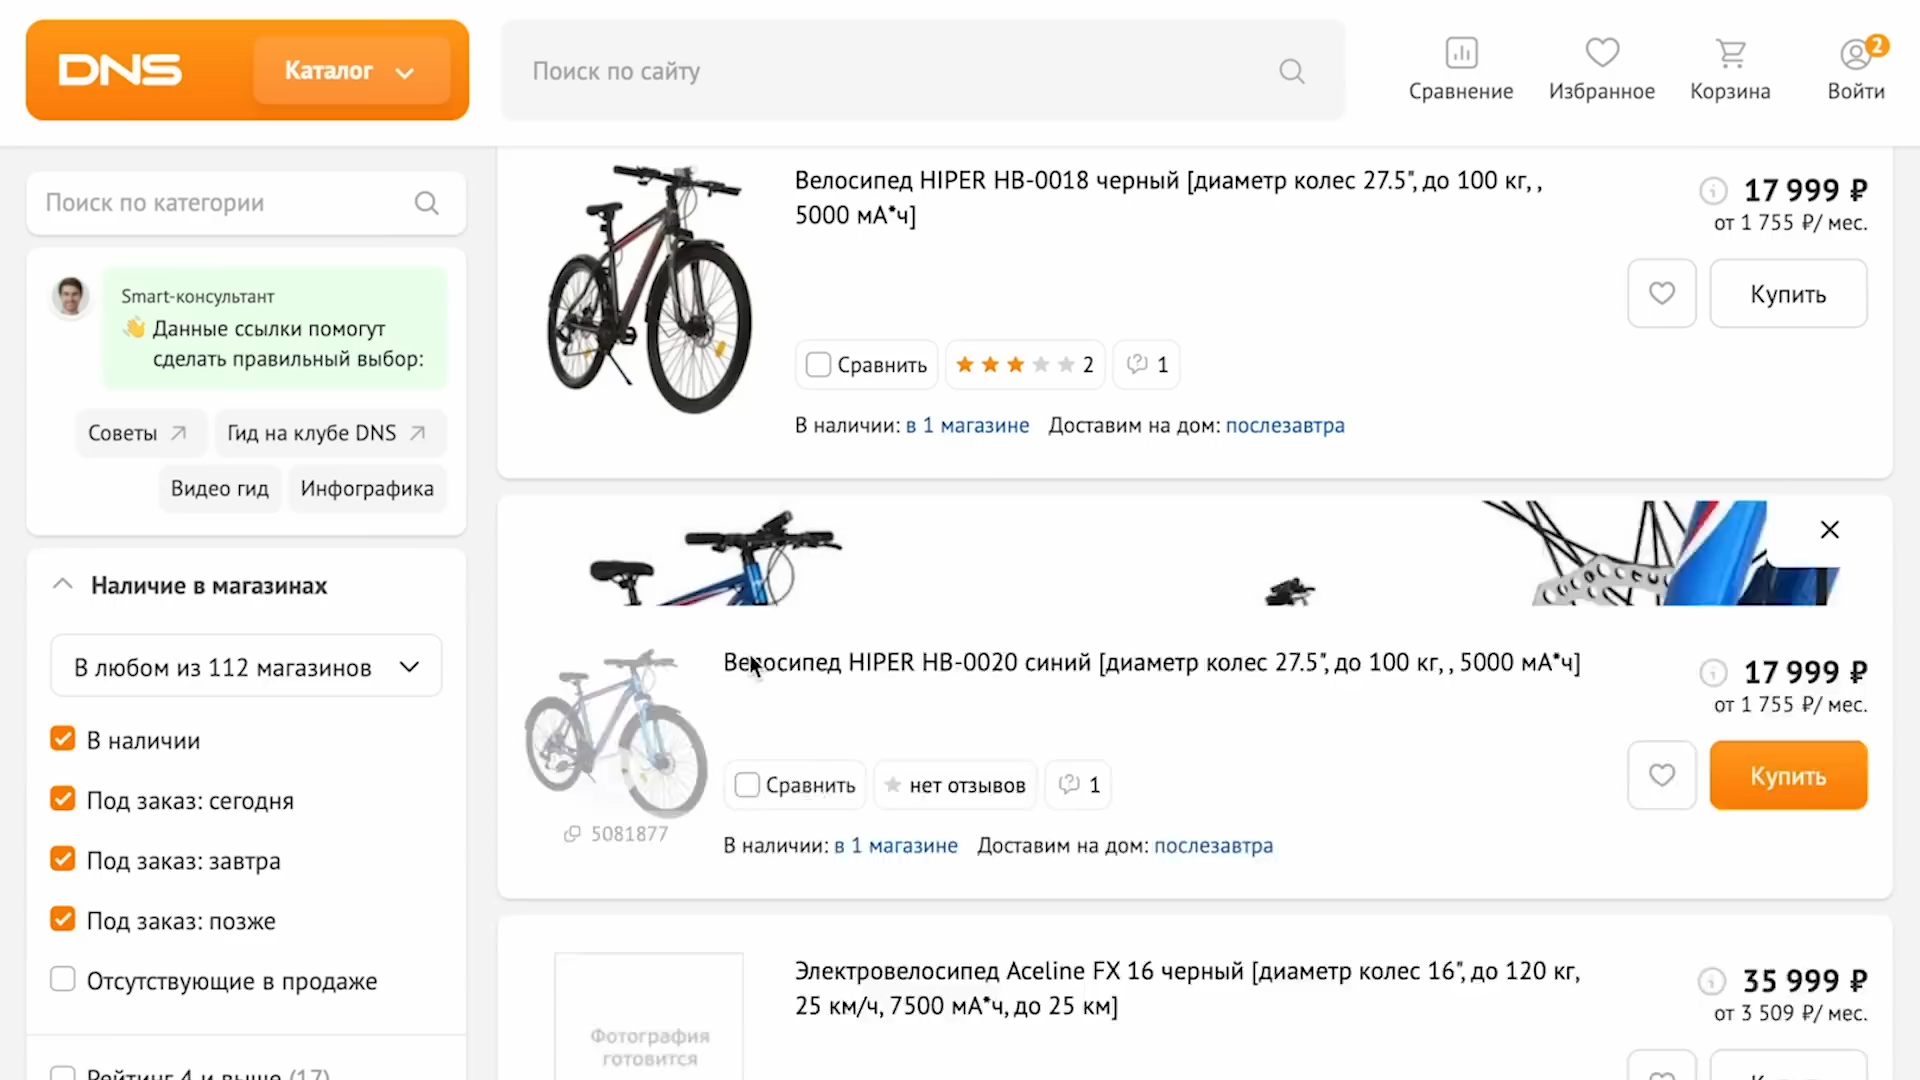 DNS
Каталог
Поиск по сайту
Сравнение
Избранное
Корзина
2
Войти
Поиск по категории
Smart-консультант
👋 Данные ссылки помогут
сделать правильный выбор:
Советы
Гид на клубе DNS
Видео гид
Инфографика
Наличие в магазинах
В любом из 112 магазинов
В наличии
Под заказ: сегодня
Под заказ: завтра
Под заказ: позже
Отсутствующие в продаже
Рейтинг 4 и выше (17)
Велосипед HIPER HB-0018 черный [диаметр колес 27.5", до 100 кг, ,
5000 мА*ч]
17 999 ₽
от 1 755 ₽/ мес.
Купить
Сравнить
2
1
В наличии: в 1 магазине Доставим на дом: послезавтра
Велосипед HIPER HB-0020 синий [диаметр колес 27.5", до 100 кг, , 5000 мА*ч]
17 999 ₽
от 1 755 ₽/ мес.
Купить
Сравнить
нет отзывов
1
5081877
В наличии: в 1 магазине Доставим на дом: послезавтра
Электровелосипед Aceline FX 16 черный [диаметр колес 16", до 120 кг,
25 км/ч, 7500 мА*ч, до 25 км]
35 999 ₽
от 3 509 ₽/ мес.
Фотография
готовится